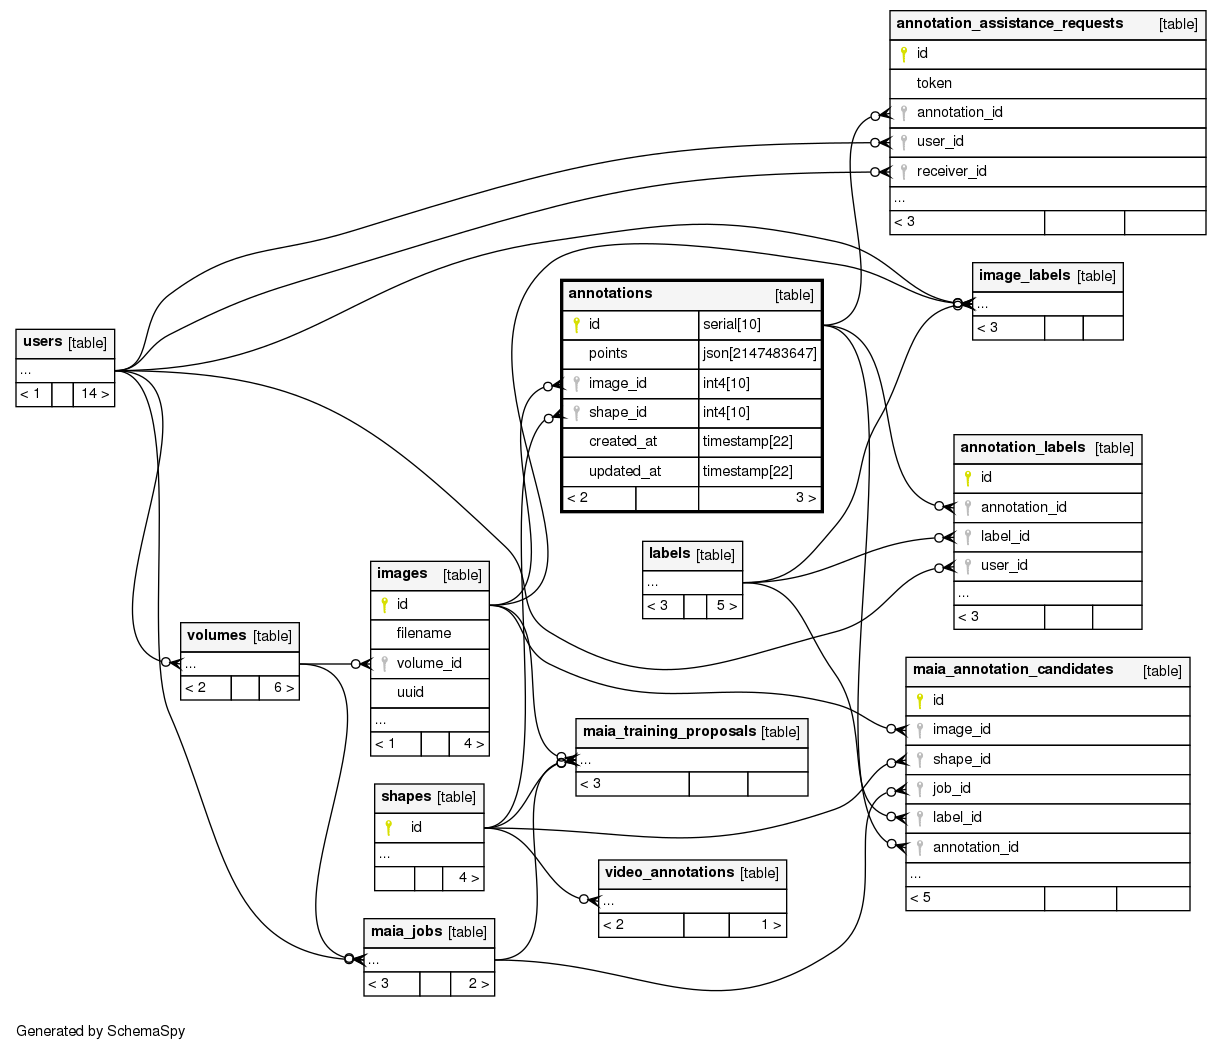 annotation_assistance_requests [table]
id
token
annotation_id
user_id
receiver_id
...
< 3
image_labels [table]
...
< 3
annotations [table]
id serial[10]
points json[2147483647]
image_id int4[10]
shape_id int4[10]
created_at timestamp[22]
updated_at timestamp[22]
< 2 3 >
users [table]
...
< 1 14 >
annotation_labels [table]
id
annotation_id
label_id
user_id
...
< 3
labels [table]
...
< 3 5 >
images [table]
id
filename
volume_id
uuid
...
< 1 4 >
volumes [table]
...
< 2 6 >
maia_annotation_candidates [table]
id
image_id
shape_id
job_id
label_id
annotation_id
...
< 5
maia_training_proposals [table]
...
< 3
shapes [table]
id
...
4 >
video_annotations [table]
...
< 2 1 >
maia_jobs [table]
...
< 3 2 >
Generated by SchemaSpy